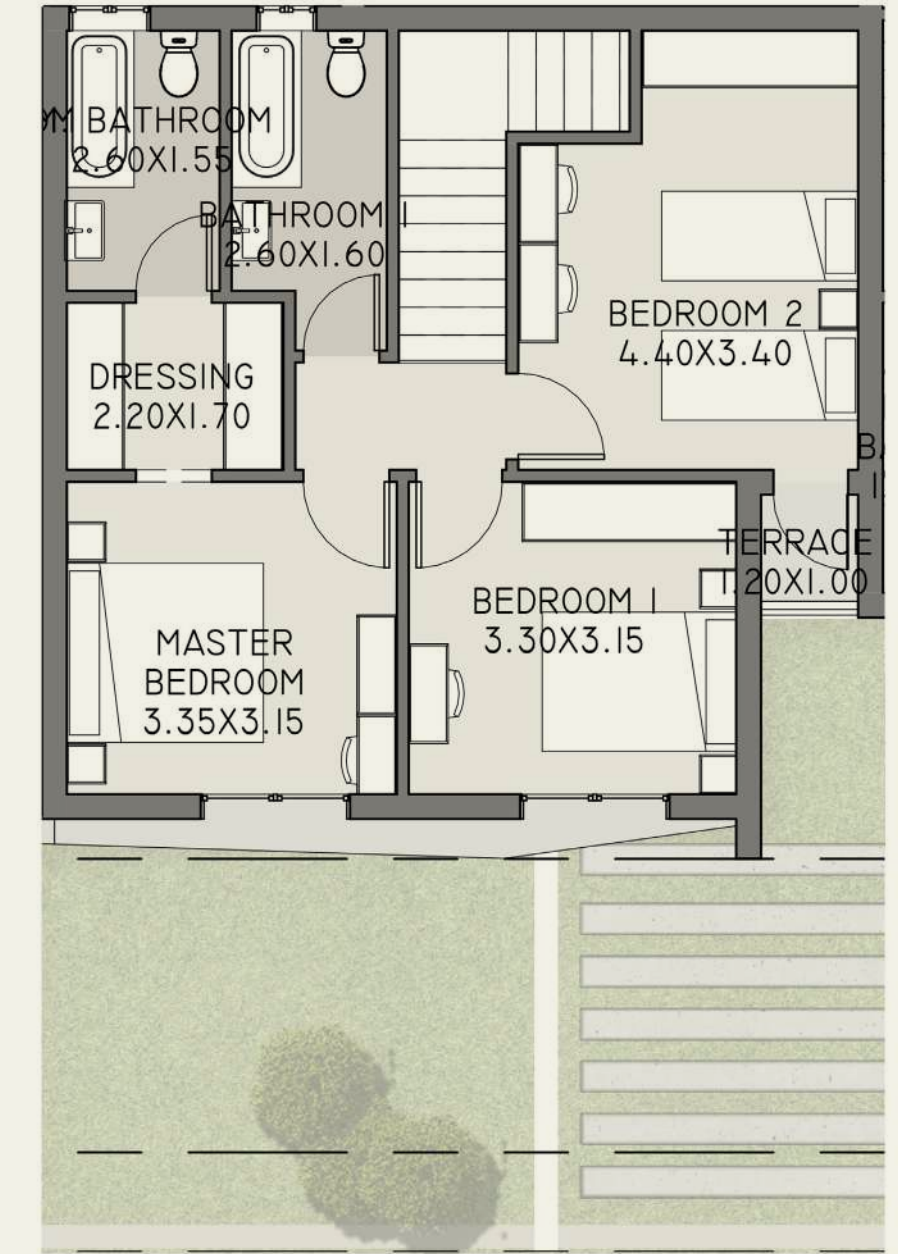 M. BATHROOM
2.60X1.55
BATHROOM 1
2.60X1.60
BEDROOM 2
4.40X3.40
DRESSING
2.20X1.70
TERRACE
1.20X1.00
BEDROOM 1
3.30X3.15
MASTER
BEDROOM
3.35X3.15